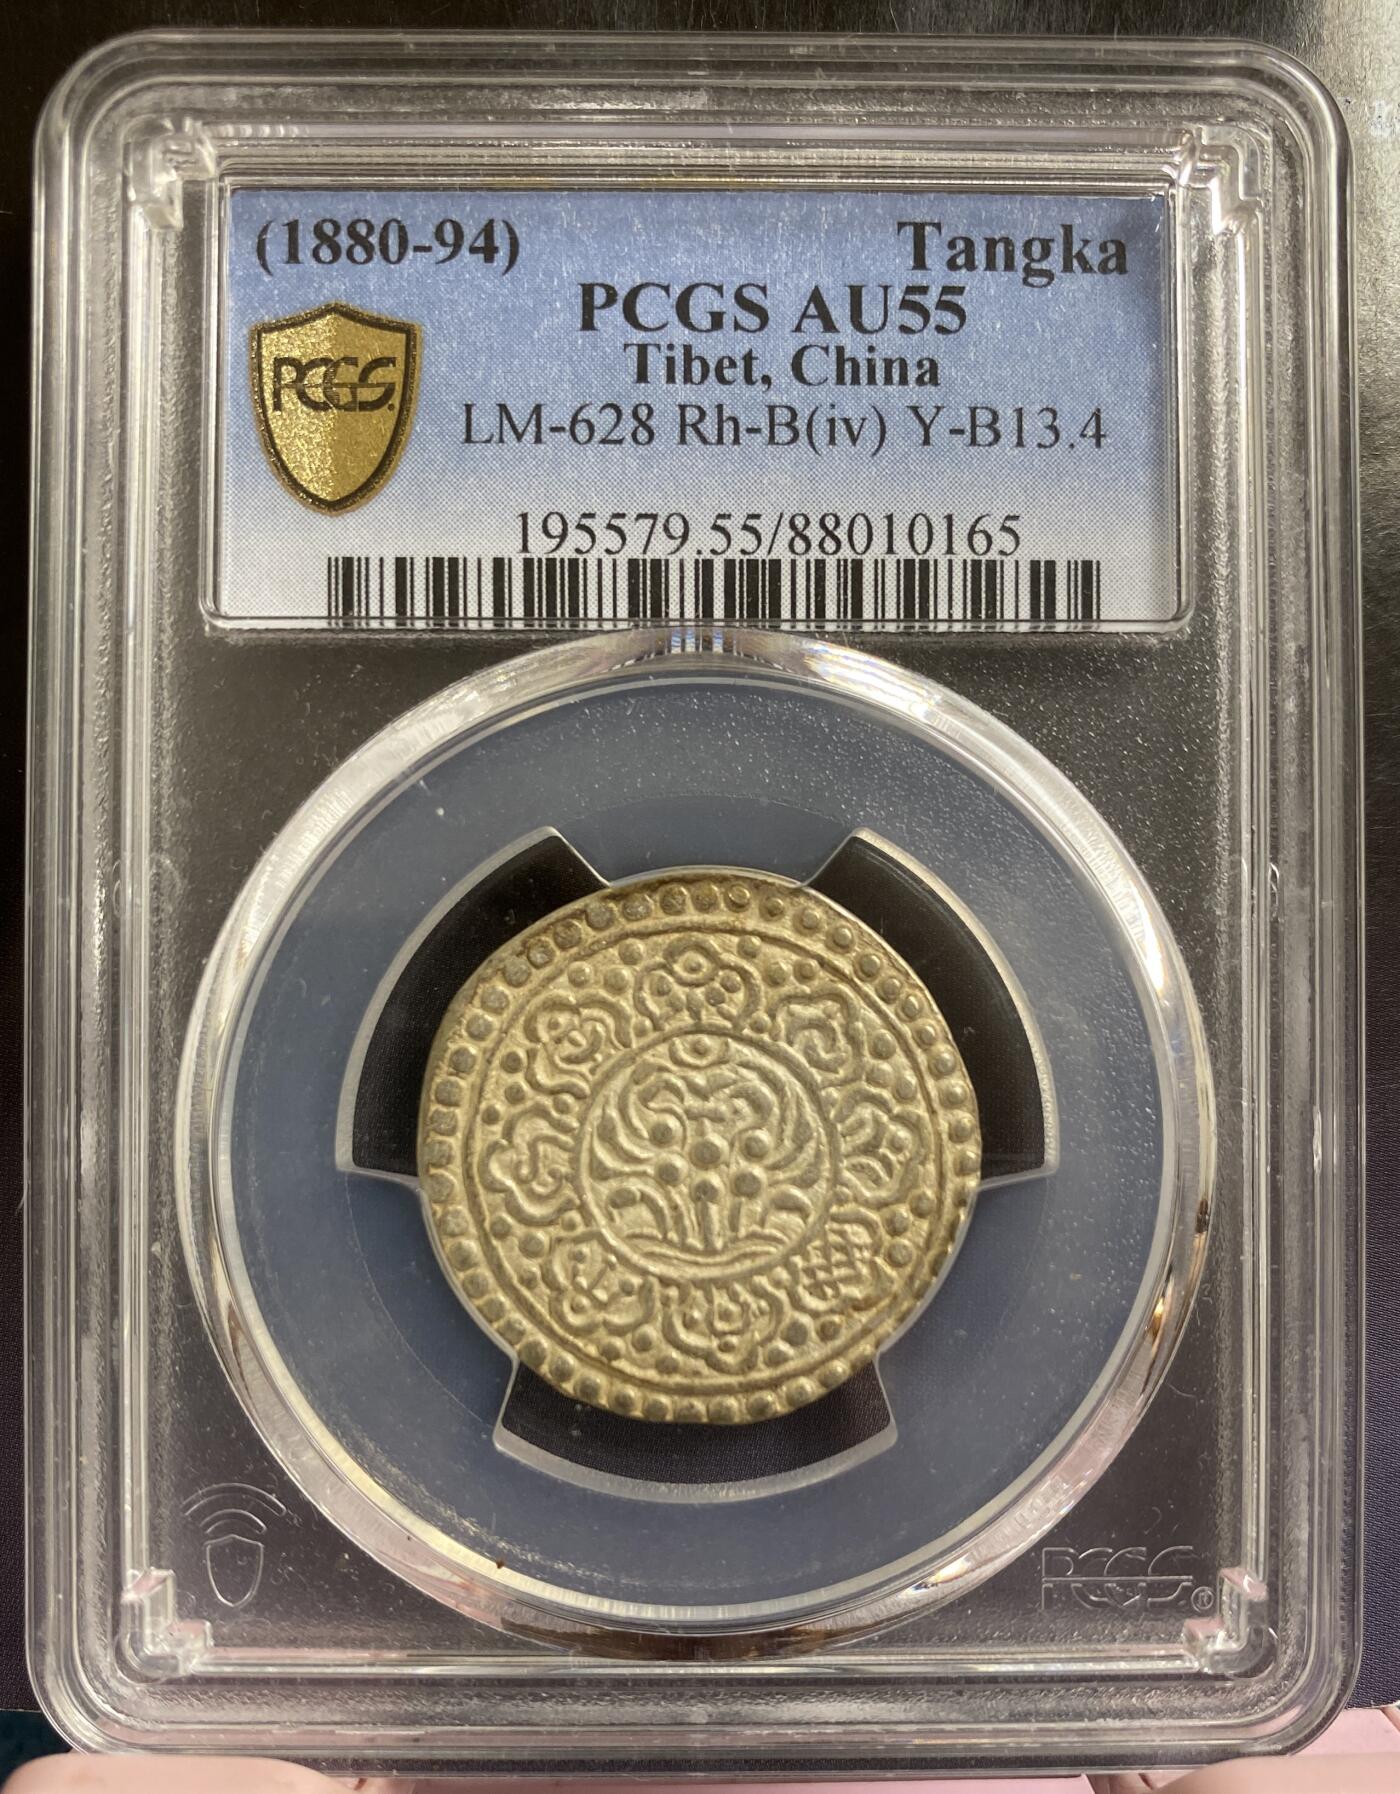 (1880-94) Tangka
PCGS AU55
PCGS
Tibet, China
LM-628 Rh-B(iv) Y-B13.4
195579.55/88010165
PCGS®